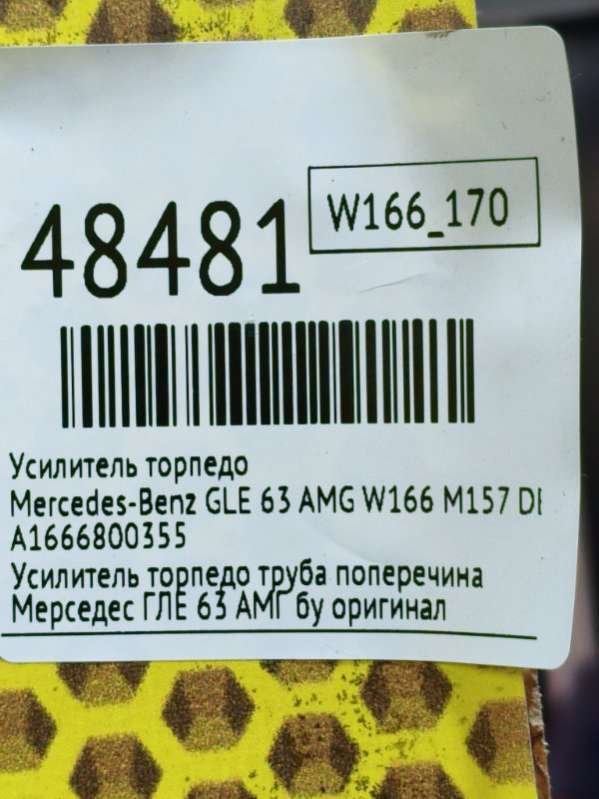 48481
W166_170
Усилитель торпедо
Mercedes-Benz GLE 63 AMG W166 M157
A1666800355
Усилитель торпедо труба поперечина
Мерседес ГЛЕ 63 АМГ бу оригинал